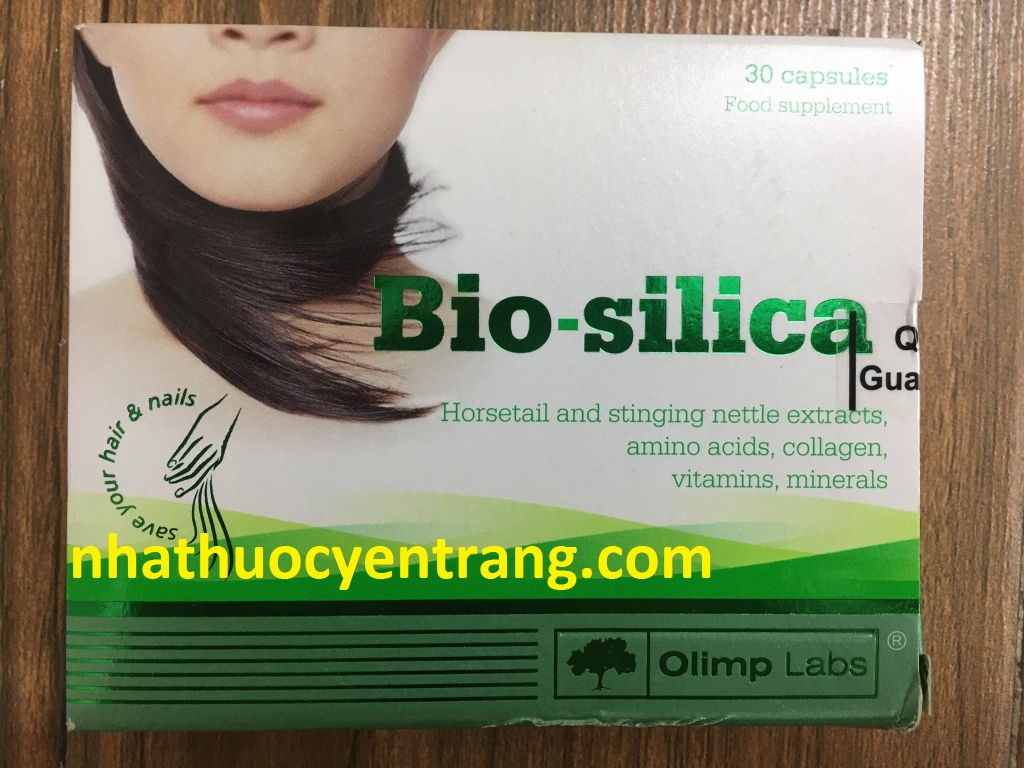 30 capsules
Food supplement
Bio-silica
Horsetail and stinging nettle extracts,
amino acids, collagen,
vitamins, minerals
save your hair & nails
nhathuocyentrang.com
Olimp Labs ®